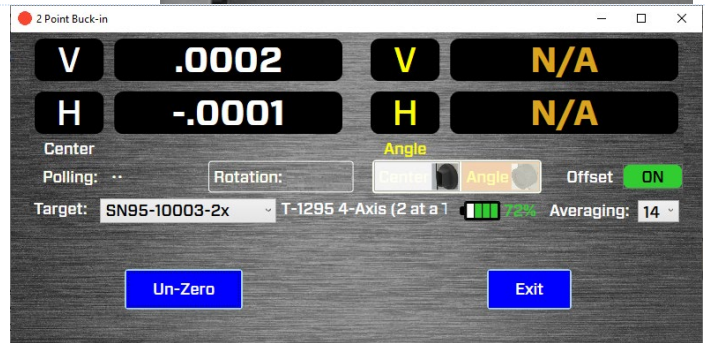 2 Point Buck-in
V .0002 V N/A
H -.0001 H N/A
Center Angle
Polling: -- Rotation: Center Angle Offset ON
Target: SN95-10003-2x T-1295 4-Axis (2 at a 72% Averaging: 14
Un-Zero Exit